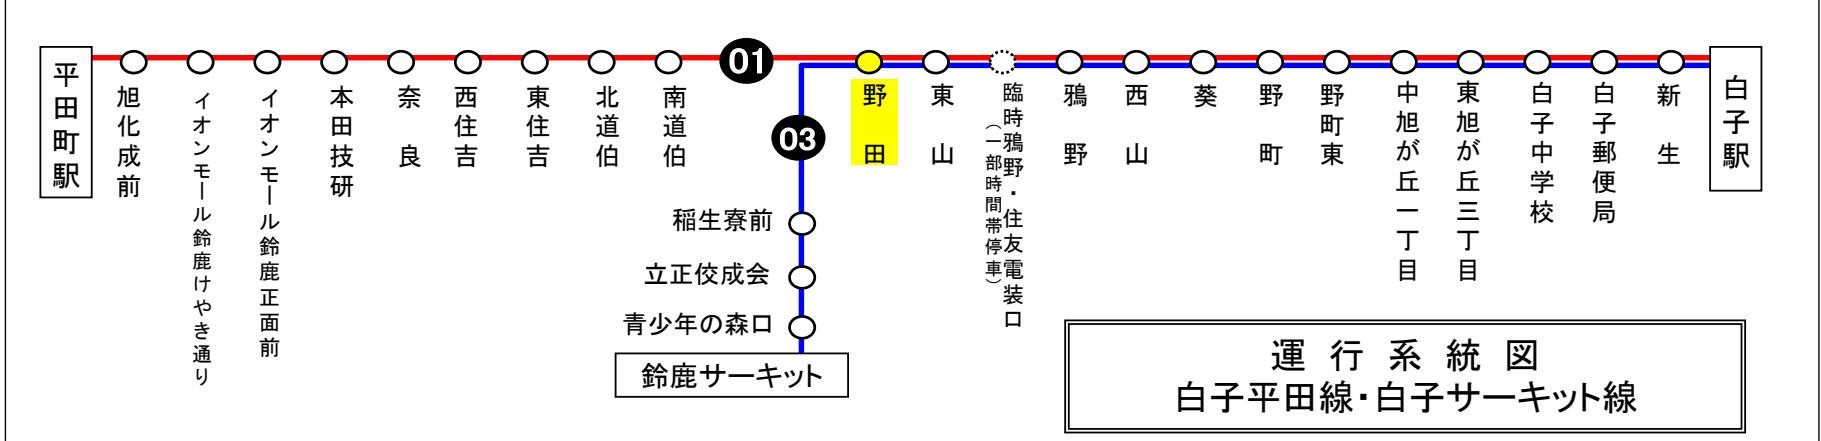 平田町駅
旭化成前
イオンモール鈴鹿けやき通り
イオンモール鈴鹿正面前
本田技研
奈良
西住吉
東住吉
北道伯
南道伯
01
03
野田
東山
臨時鴉野・住友電装口
（一部時間帯停車）
鴉野
西山
葵
野町
野町東
中旭が丘一丁目
東旭が丘三丁目
白子中学校
白子郵便局
新生
白子駅
稲生寮前
立正佼成会
青少年の森口
鈴鹿サーキット
運行系統図
白子平田線・白子サーキット線